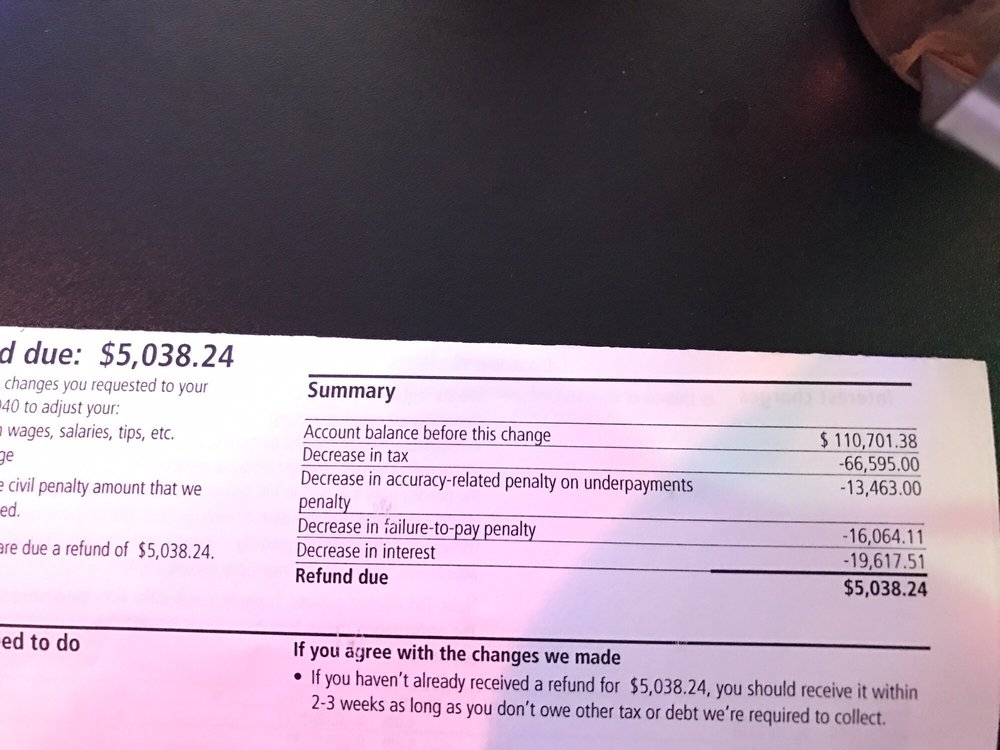 d due: $5,038.24
changes you requested to your
40 to adjust your:
wages, salaries, tips, etc.
ge
civil penalty amount that we
ed.
are due a refund of $5,038.24.
ed to do
Summary
Account balance before this change $ 110,701.38
Decrease in tax -66,595.00
Decrease in accuracy-related penalty on underpayments -13,463.00
penalty
Decrease in failure-to-pay penalty -16,064.11
Decrease in interest -19,617.51
Refund due $5,038.24
If you agree with the changes we made
• If you haven't already received a refund for $5,038.24, you should receive it within
2-3 weeks as long as you don't owe other tax or debt we're required to collect.